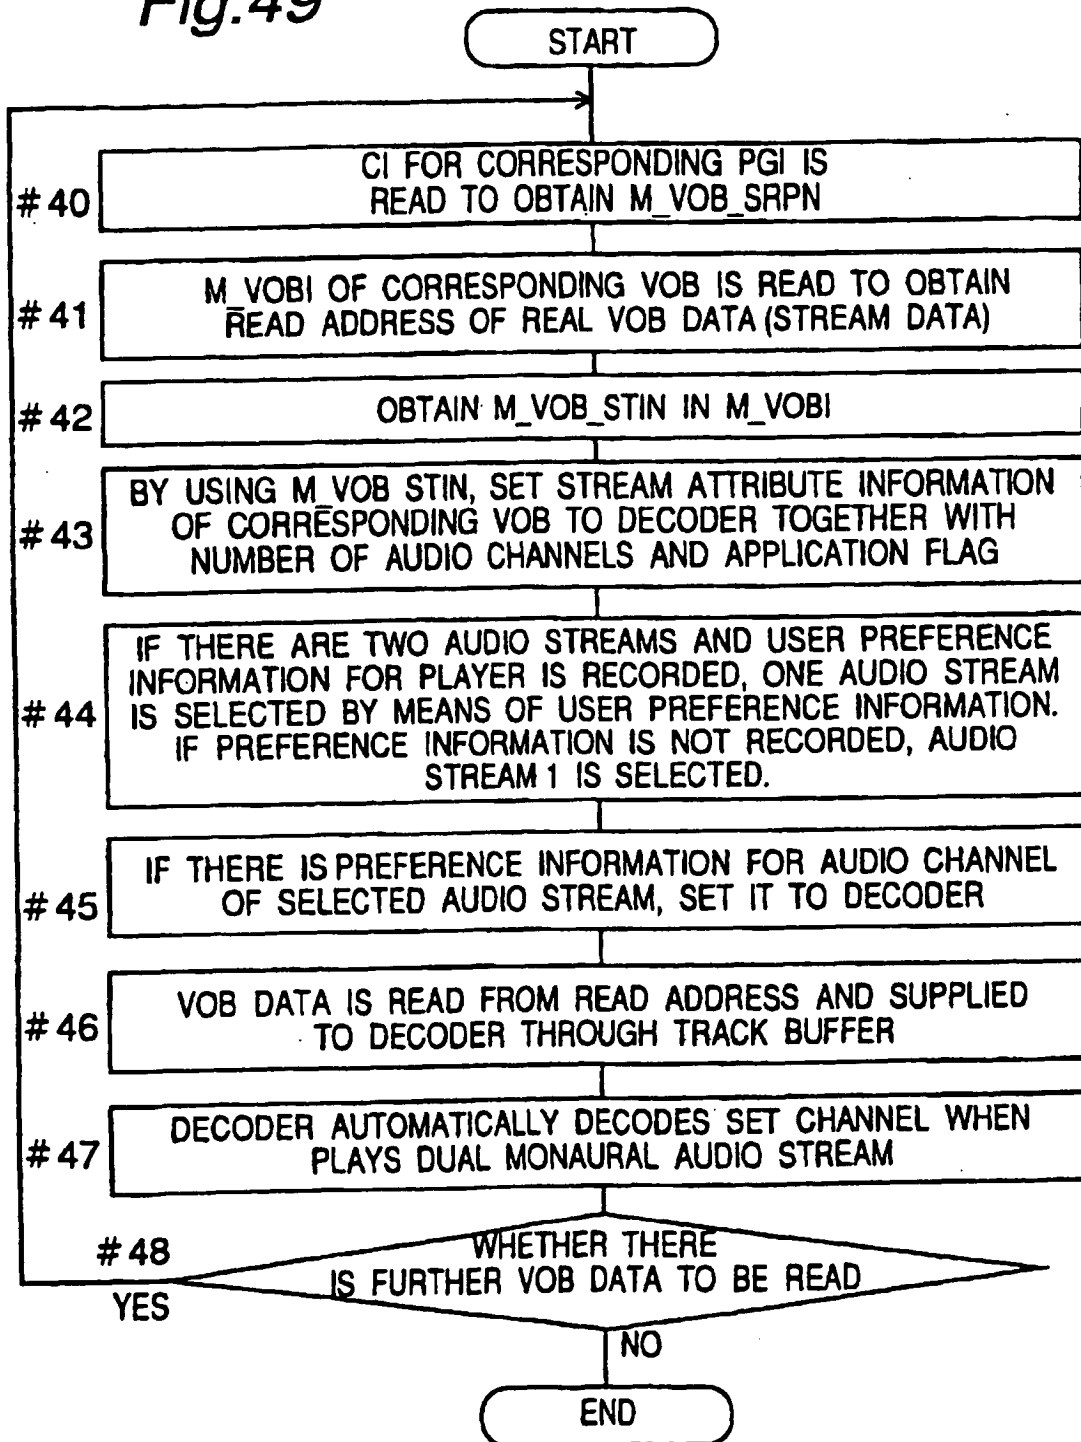 Fig.49
START
#40
CI FOR CORRESPONDING PGI IS
READ TO OBTAIN M_VOB_SRPN
#41
M_VOBI OF CORRESPONDING VOB IS READ TO OBTAIN
READ ADDRESS OF REAL VOB DATA (STREAM DATA)
#42
OBTAIN M_VOB_STIN IN M_VOBI
#43
BY USING M_VOB STIN, SET STREAM ATTRIBUTE INFORMATION
OF CORRESPONDING VOB TO DECODER TOGETHER WITH
NUMBER OF AUDIO CHANNELS AND APPLICATION FLAG
#44
IF THERE ARE TWO AUDIO STREAMS AND USER PREFERENCE
INFORMATION FOR PLAYER IS RECORDED, ONE AUDIO STREAM
IS SELECTED BY MEANS OF USER PREFERENCE INFORMATION.
IF PREFERENCE INFORMATION IS NOT RECORDED, AUDIO
STREAM 1 IS SELECTED.
#45
IF THERE IS PREFERENCE INFORMATION FOR AUDIO CHANNEL
OF SELECTED AUDIO STREAM, SET IT TO DECODER
#46
VOB DATA IS READ FROM READ ADDRESS AND SUPPLIED
TO DECODER THROUGH TRACK BUFFER
#47
DECODER AUTOMATICALLY DECODES SET CHANNEL WHEN
PLAYS DUAL MONAURAL AUDIO STREAM
#48
WHETHER THERE
IS FURTHER VOB DATA TO BE READ
YES
NO
END